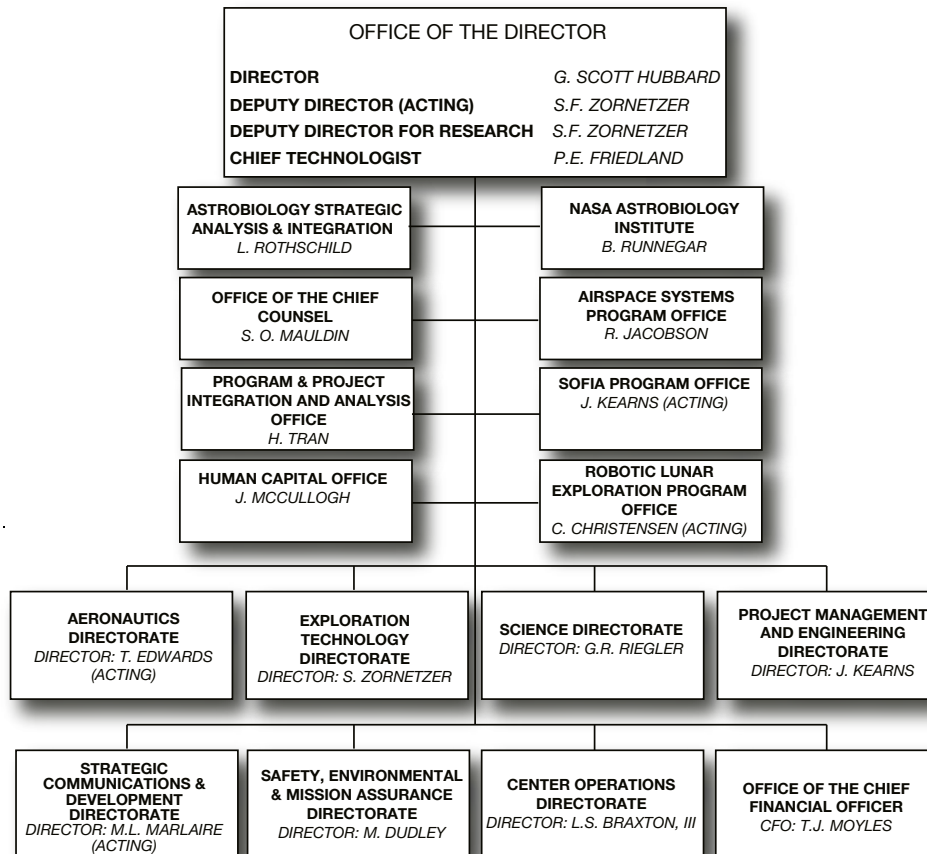 OFFICE OF THE DIRECTOR
DIRECTOR G. SCOTT HUBBARD
DEPUTY DIRECTOR (ACTING) S.F. ZORNETZER
DEPUTY DIRECTOR FOR RESEARCH S.F. ZORNETZER
CHIEF TECHNOLOGIST P.E. FRIEDLAND
ASTROBIOLOGY STRATEGIC
ANALYSIS & INTEGRATION
L. ROTHSCHILD
NASA ASTROBIOLOGY
INSTITUTE
B. RUNNEGAR
OFFICE OF THE CHIEF
COUNSEL
S. O. MAULDIN
AIRSPACE SYSTEMS
PROGRAM OFFICE
R. JACOBSON
PROGRAM & PROJECT
INTEGRATION AND ANALYSIS
OFFICE
H. TRAN
SOFIA PROGRAM OFFICE
J. KEARNS (ACTING)
HUMAN CAPITAL OFFICE
J. MCCULLOGH
ROBOTIC LUNAR
EXPLORATION PROGRAM
OFFICE
C. CHRISTENSEN (ACTING)
AERONAUTICS
DIRECTORATE
DIRECTOR: T. EDWARDS
(ACTING)
EXPLORATION
TECHNOLOGY
DIRECTORATE
DIRECTOR: S. ZORNETZER
SCIENCE DIRECTORATE
DIRECTOR: G.R. RIEGLER
PROJECT MANAGEMENT
AND ENGINEERING
DIRECTORATE
DIRECTOR: J. KEARNS
STRATEGIC
COMMUNICATIONS &
DEVELOPMENT
DIRECTORATE
DIRECTOR: M.L. MARLAIRE
(ACTING)
SAFETY, ENVIRONMENTAL
& MISSION ASSURANCE
DIRECTORATE
DIRECTOR: M. DUDLEY
CENTER OPERATIONS
DIRECTORATE
DIRECTOR: L.S. BRAXTON, III
OFFICE OF THE CHIEF
FINANCIAL OFFICER
CFO: T.J. MOYLES